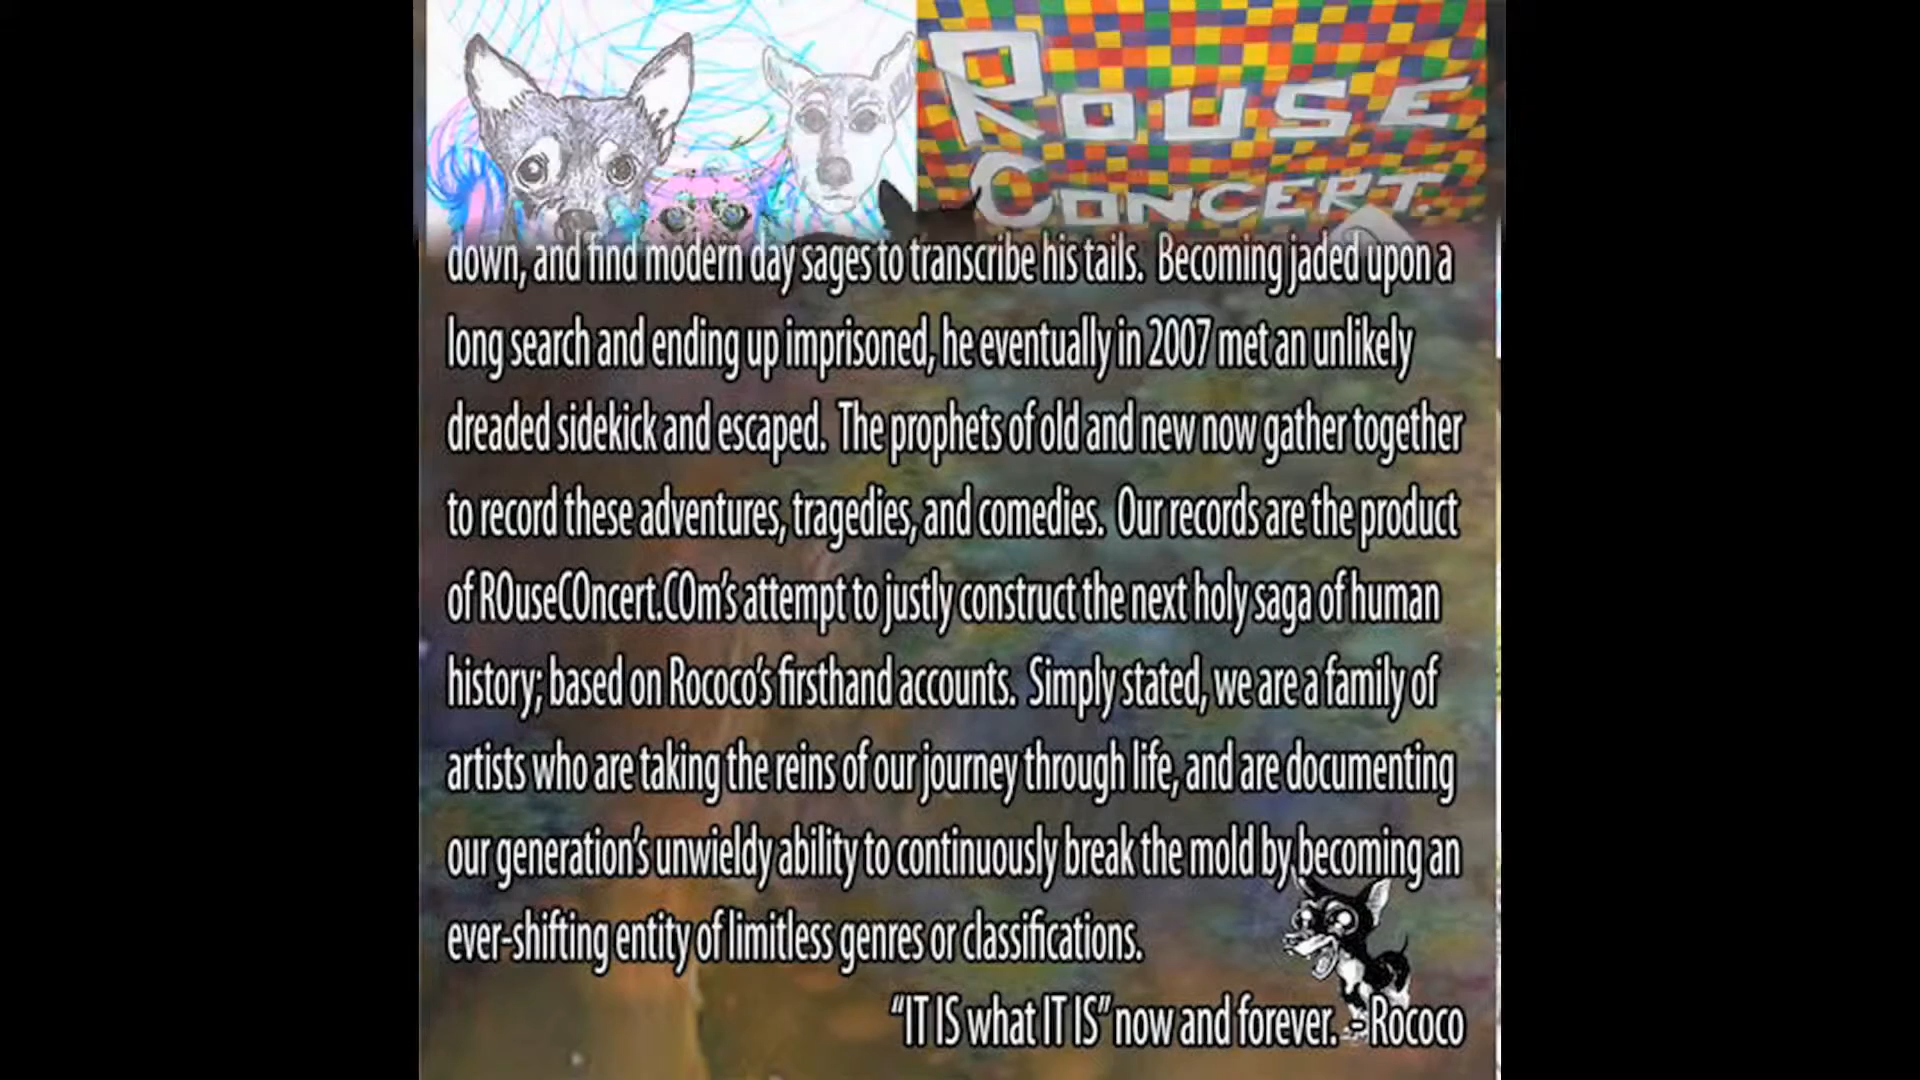 ROUSE
CONCERT.
down, and find modern day sages to transcribe his tails. Becoming jaded upon a
long search and ending up imprisoned, he eventually in 2007 met an unlikely
dreaded sidekick and escaped. The prophets of old and new now gather together
to record these adventures, tragedies, and comedies. Our records are the product
of ROuseCOncert.COm's attempt to justly construct the next holy saga of human
history; based on Rococo's firsthand accounts. Simply stated, we are a family of
artists who are taking the reins of our journey through life, and are documenting
our generation's unwieldy ability to continuously break the mold by becoming an
ever-shifting entity of limitless genres or classifications.
“IT IS what IT IS” now and forever. - Rococo